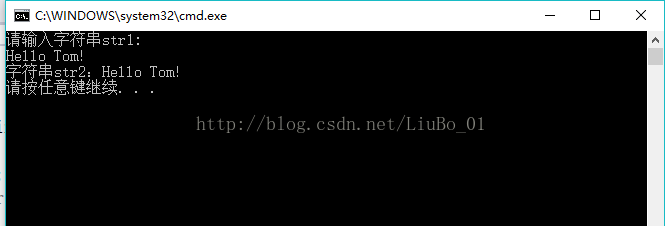 C:\WINDOWS\system32\cmd.exe
请输入字符串str1:
Hello Tom!
字符串str2：Hello Tom!
请按任意键继续. . .
http://blog.csdn.net/LiuBo_01